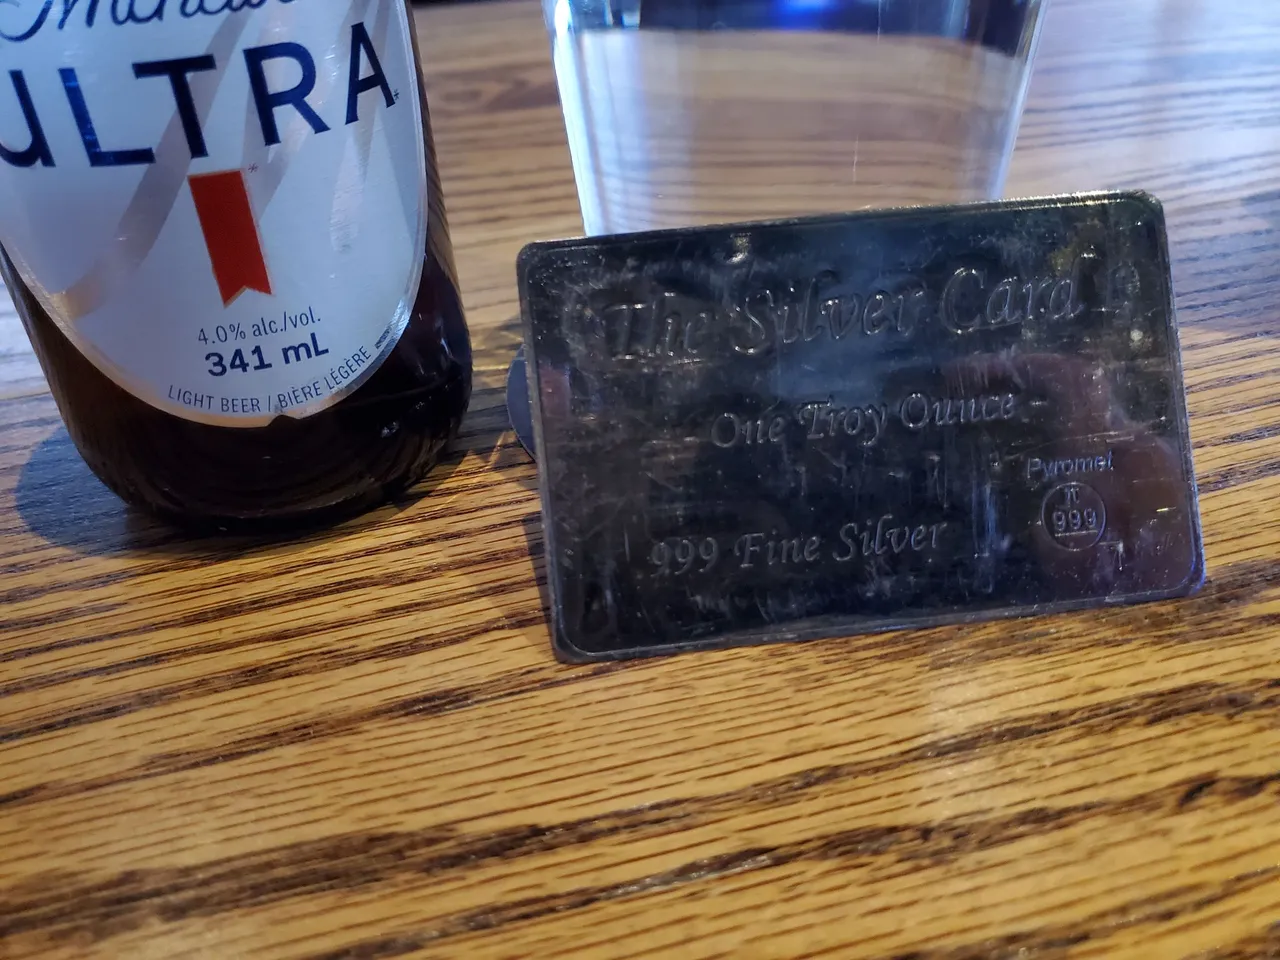 ULTRA
4.0% alc./vol.
341 mL
LIGHT BEER / BIÈRE LÉGÈRE
The Silver Card
One Troy Ounce
Pyromet
999
999 Fine Silver